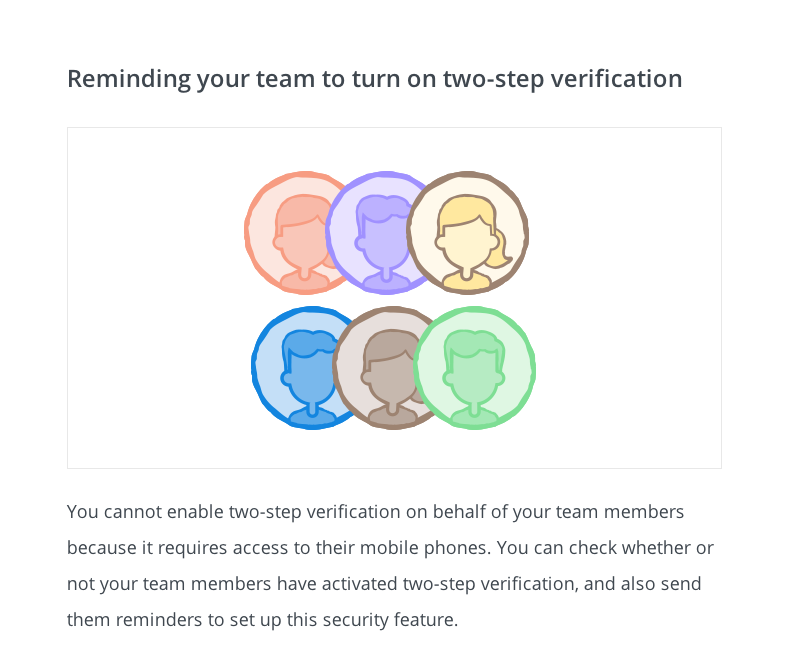 Reminding your team to turn on two-step verification
You cannot enable two-step verification on behalf of your team members
because it requires access to their mobile phones. You can check whether or
not your team members have activated two-step verification, and also send
them reminders to set up this security feature.